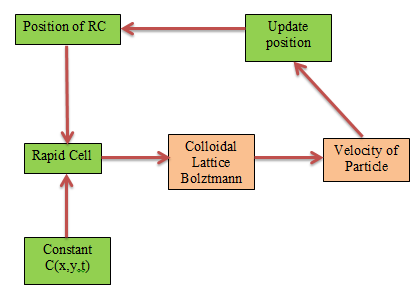 Position of RC
Update
position
Rapid Cell
Colloidal
Lattice
Bolztmann
Velocity of
Particle
Constant
C(x,y,t)